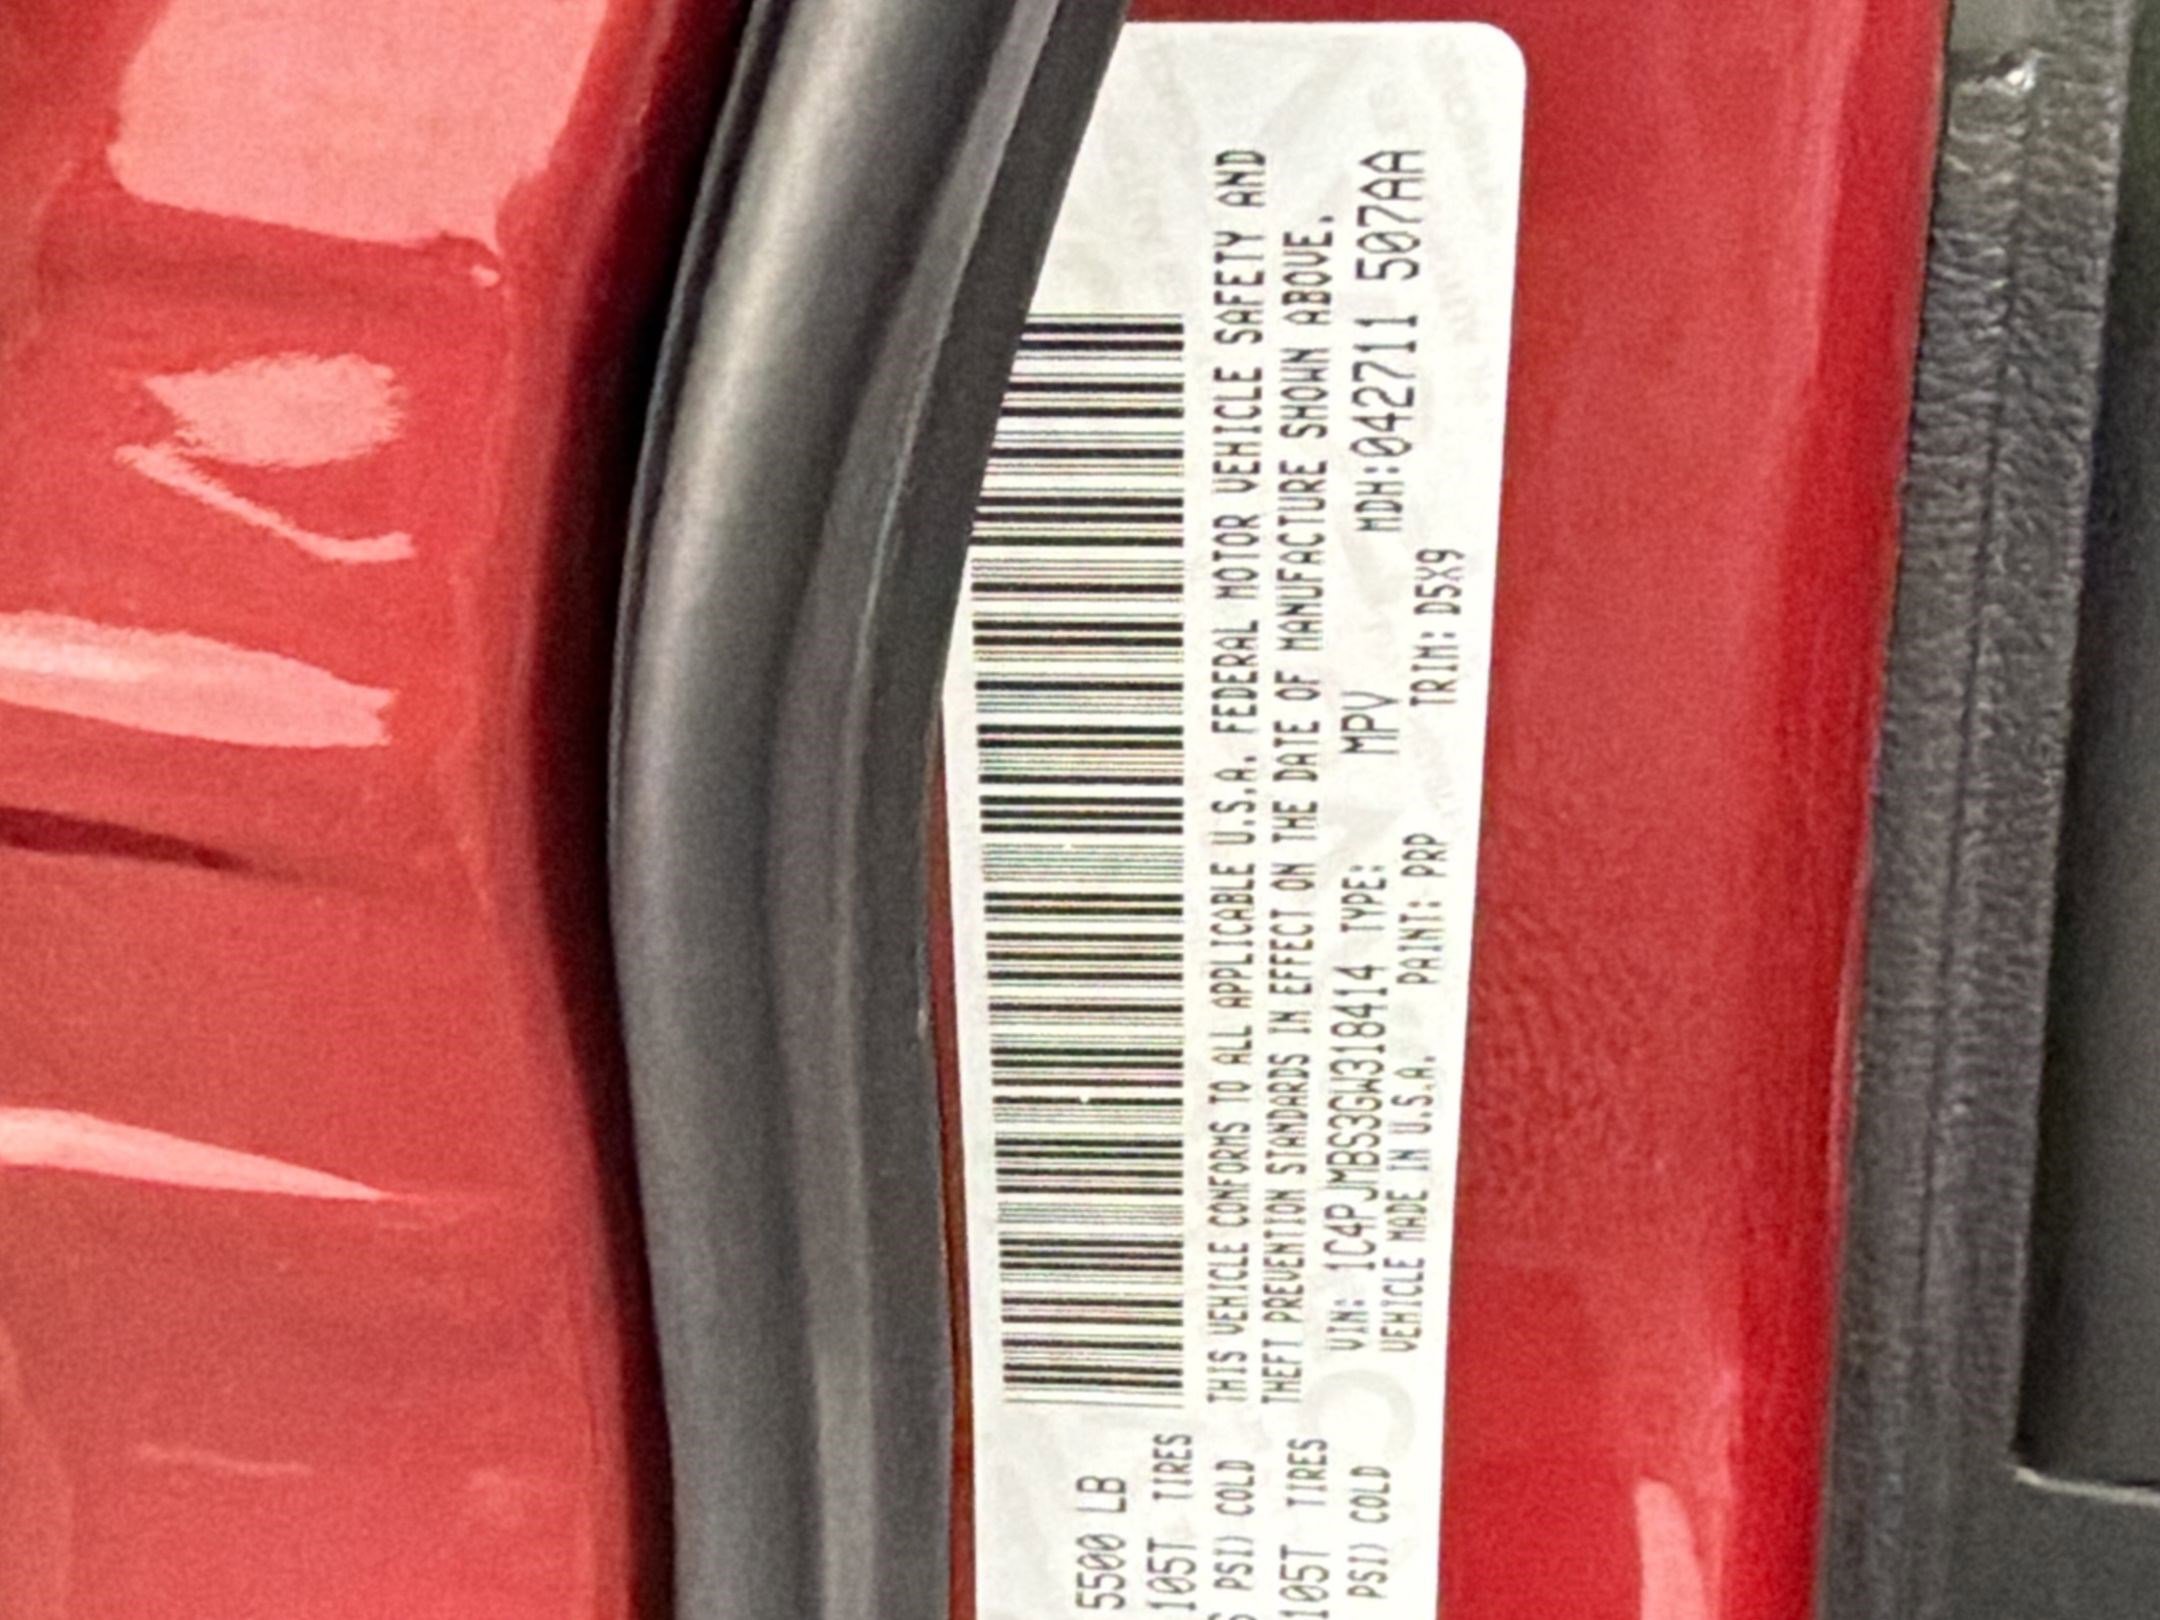 5500 LB
105T TIRES
PSI) COLD
105T TIRES
PSI) COLD
THIS VEHICLE CONFORMS TO ALL APPLICABLE U.S.A. FEDERAL MOTOR VEHICLE SAFETY AND
THEFT PREVENTION STANDARDS IN EFFECT ON THE DATE OF MANUFACTURE SHOWN ABOVE.
VIN: 1C4PJMBS3GW318414 TYPE: MPV MDH:042711 507AA
VEHICLE MADE IN U.S.A. PAINT: PRP TRIM: D5X9